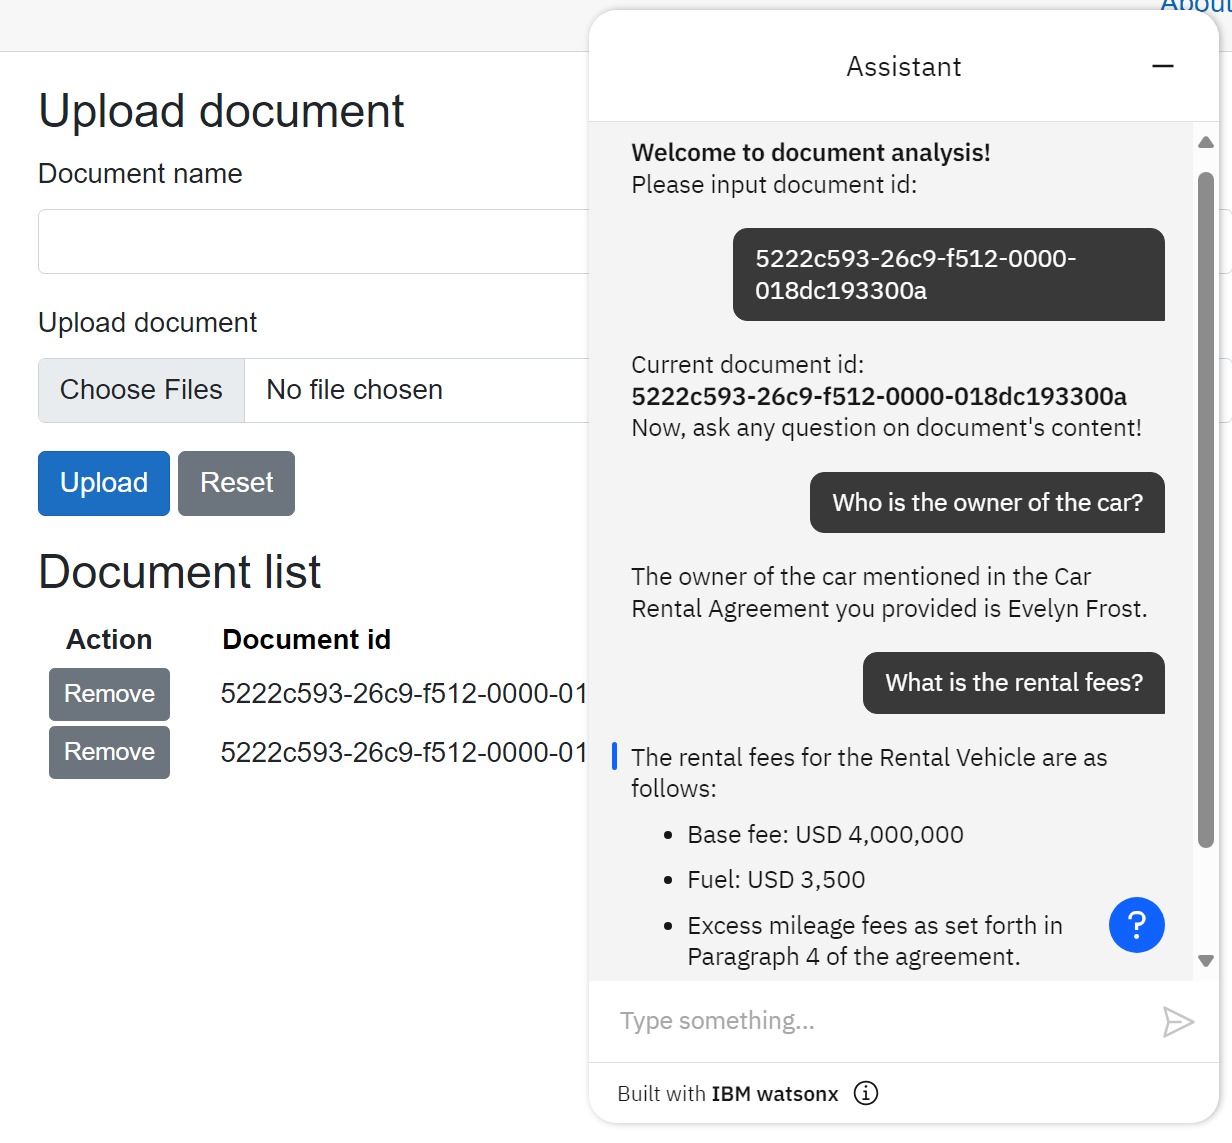 About
Upload document
Document name
Upload document
Choose Files No file chosen
Upload Reset
Document list
Action Document id
Remove 5222c593-26c9-f512-0000-01
Remove 5222c593-26c9-f512-0000-01
Assistant
Welcome to document analysis!
Please input document id:
5222c593-26c9-f512-0000-
018dc193300a
Current document id:
5222c593-26c9-f512-0000-018dc193300a
Now, ask any question on document's content!
Who is the owner of the car?
The owner of the car mentioned in the Car
Rental Agreement you provided is Evelyn Frost.
What is the rental fees?
The rental fees for the Rental Vehicle are as
follows:
• Base fee: USD 4,000,000
• Fuel: USD 3,500
• Excess mileage fees as set forth in
Paragraph 4 of the agreement.
?
Type something...
Built with IBM watsonx